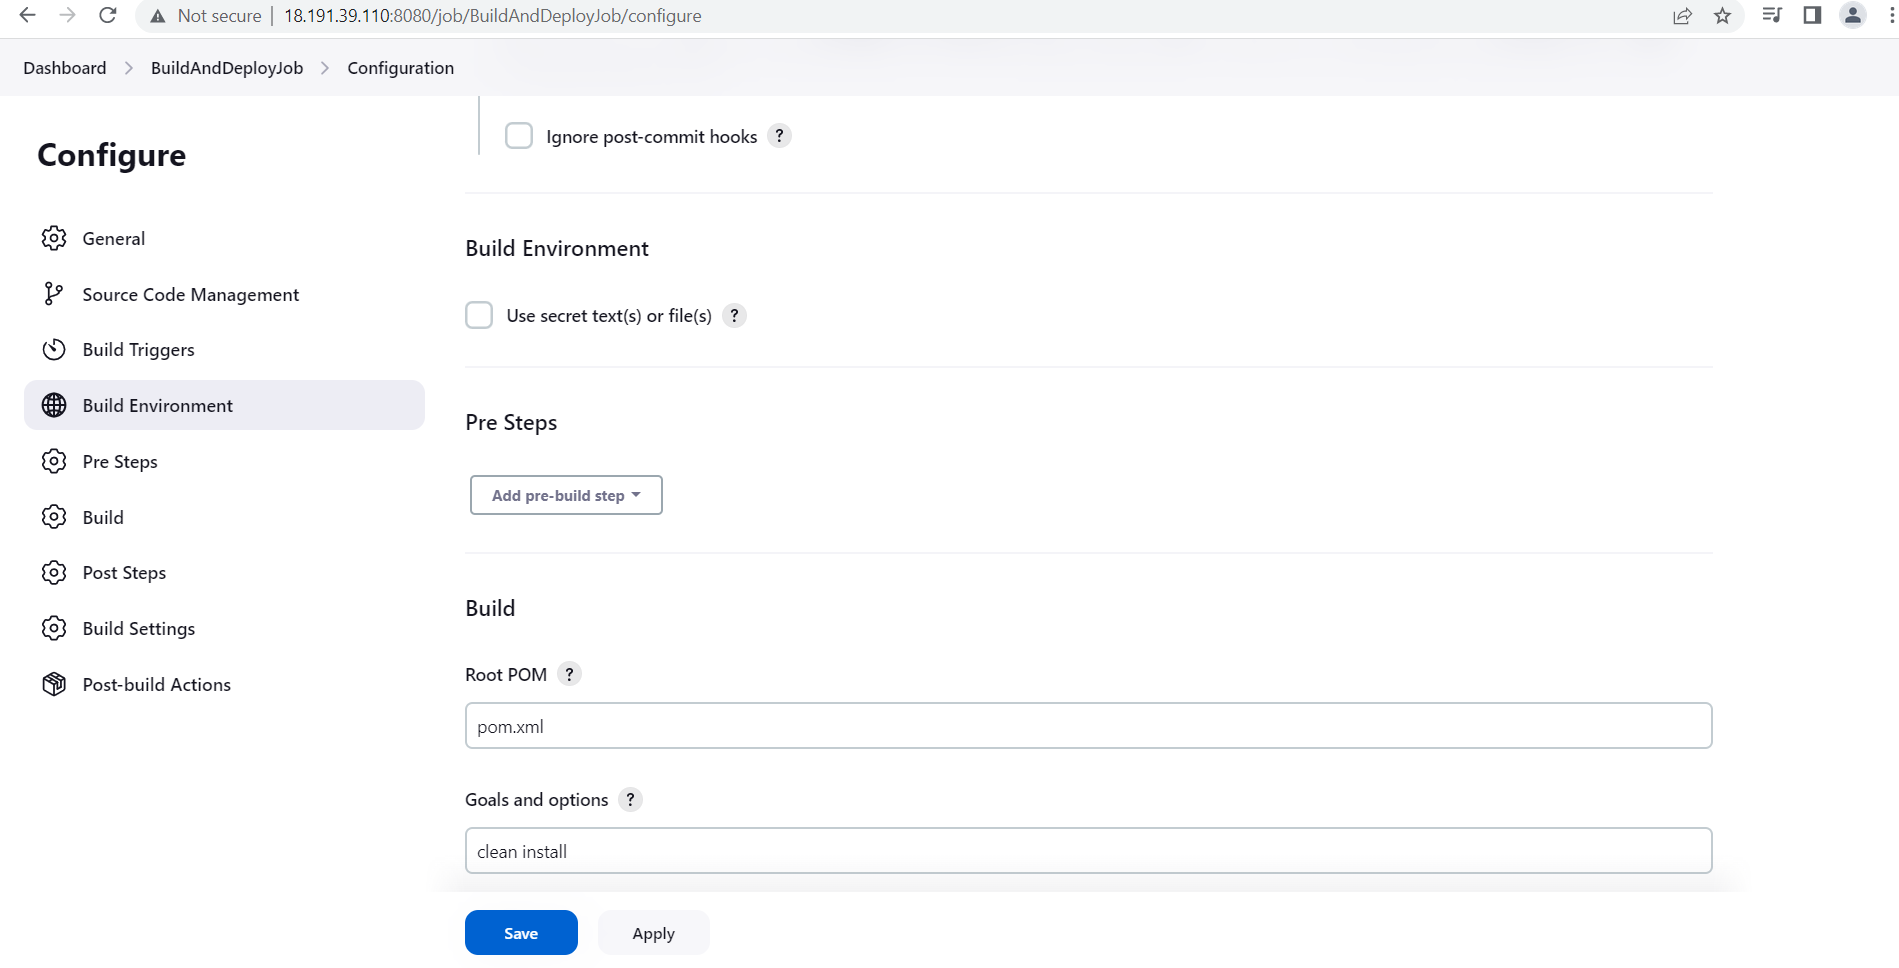 Not secure | 18.191.39.110:8080/job/BuildAndDeployJob/configure
Dashboard > BuildAndDeployJob > Configuration
Configure
General
Source Code Management
Build Triggers
Build Environment
Pre Steps
Build
Post Steps
Build Settings
Post-build Actions
Ignore post-commit hooks ?
Build Environment
Use secret text(s) or file(s) ?
Pre Steps
Add pre-build step
Build
Root POM ?
pom.xml
Goals and options ?
clean install
Save Apply